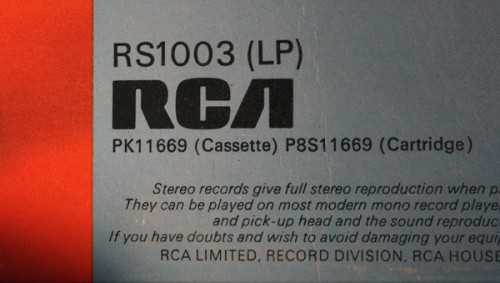 RS1003 (LP)
RCA
PK11669 (Cassette) P8S11669 (Cartridge)
Stereo records give full stereo reproduction when
They can be played on most modern mono record
and pick-up head and the sound
If you have doubts and wish to avoid damaging your
RCA LIMITED, RECORD DIVISION, RCA HOUSE